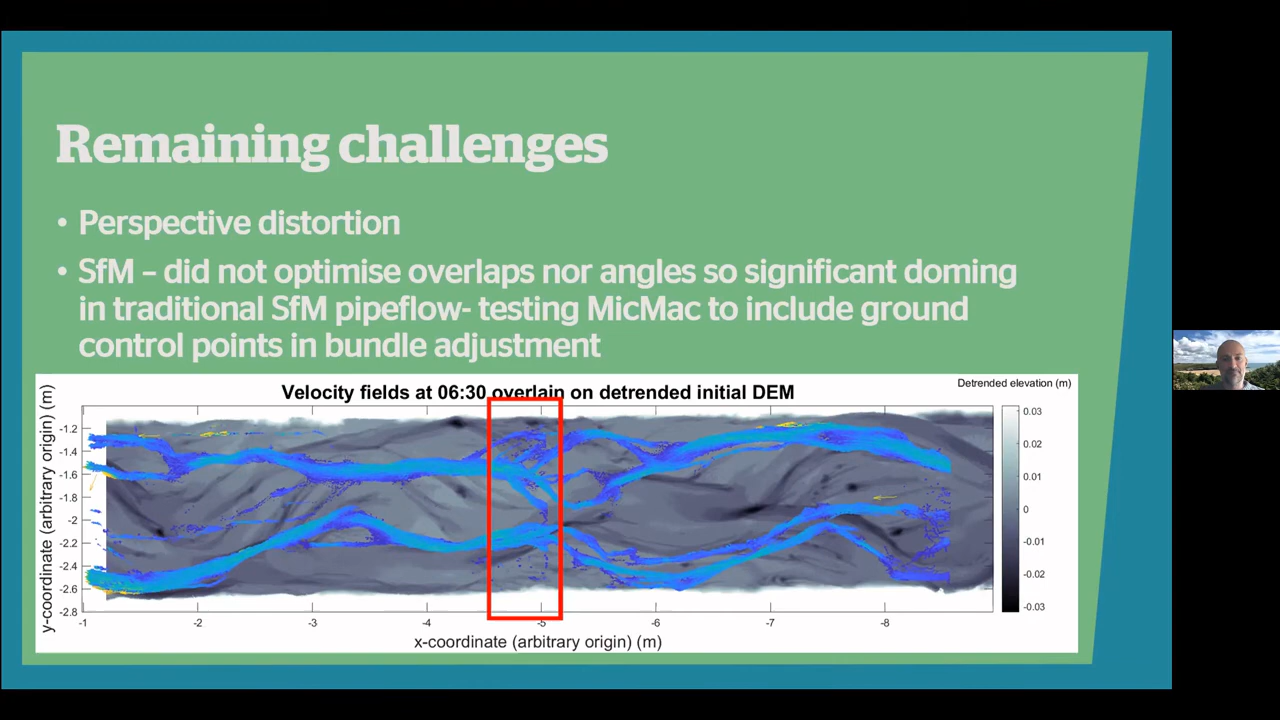 Remaining challenges
• Perspective distortion
• SfM – did not optimise overlaps nor angles so significant doming
in traditional SfM pipeflow- testing MicMac to include ground
control points in bundle adjustment
Velocity fields at 06:30 overlain on detrended initial DEM
Detrended elevation (m)
y-coordinate (arbitrary origin) (m)
-1.2
-1.4
-1.6
-1.8
-2
-2.2
-2.4
-2.6
-2.8
-1 -2 -3 -4 -5 -6 -7 -8
x-coordinate (arbitrary origin) (m)
0.03
0.02
0.01
0
-0.01
-0.02
-0.03